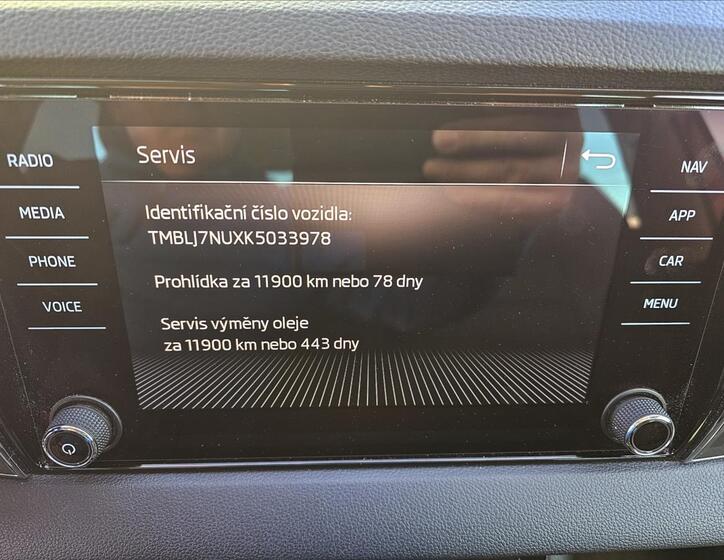 RADIO
MEDIA
PHONE
VOICE
Servis
Identifikační číslo vozidla:
TMBLJ7NUXK5033978
Prohlídka za 11900 km nebo 78 dny
Servis výměny oleje
za 11900 km nebo 443 dny
NAV
APP
CAR
MENU